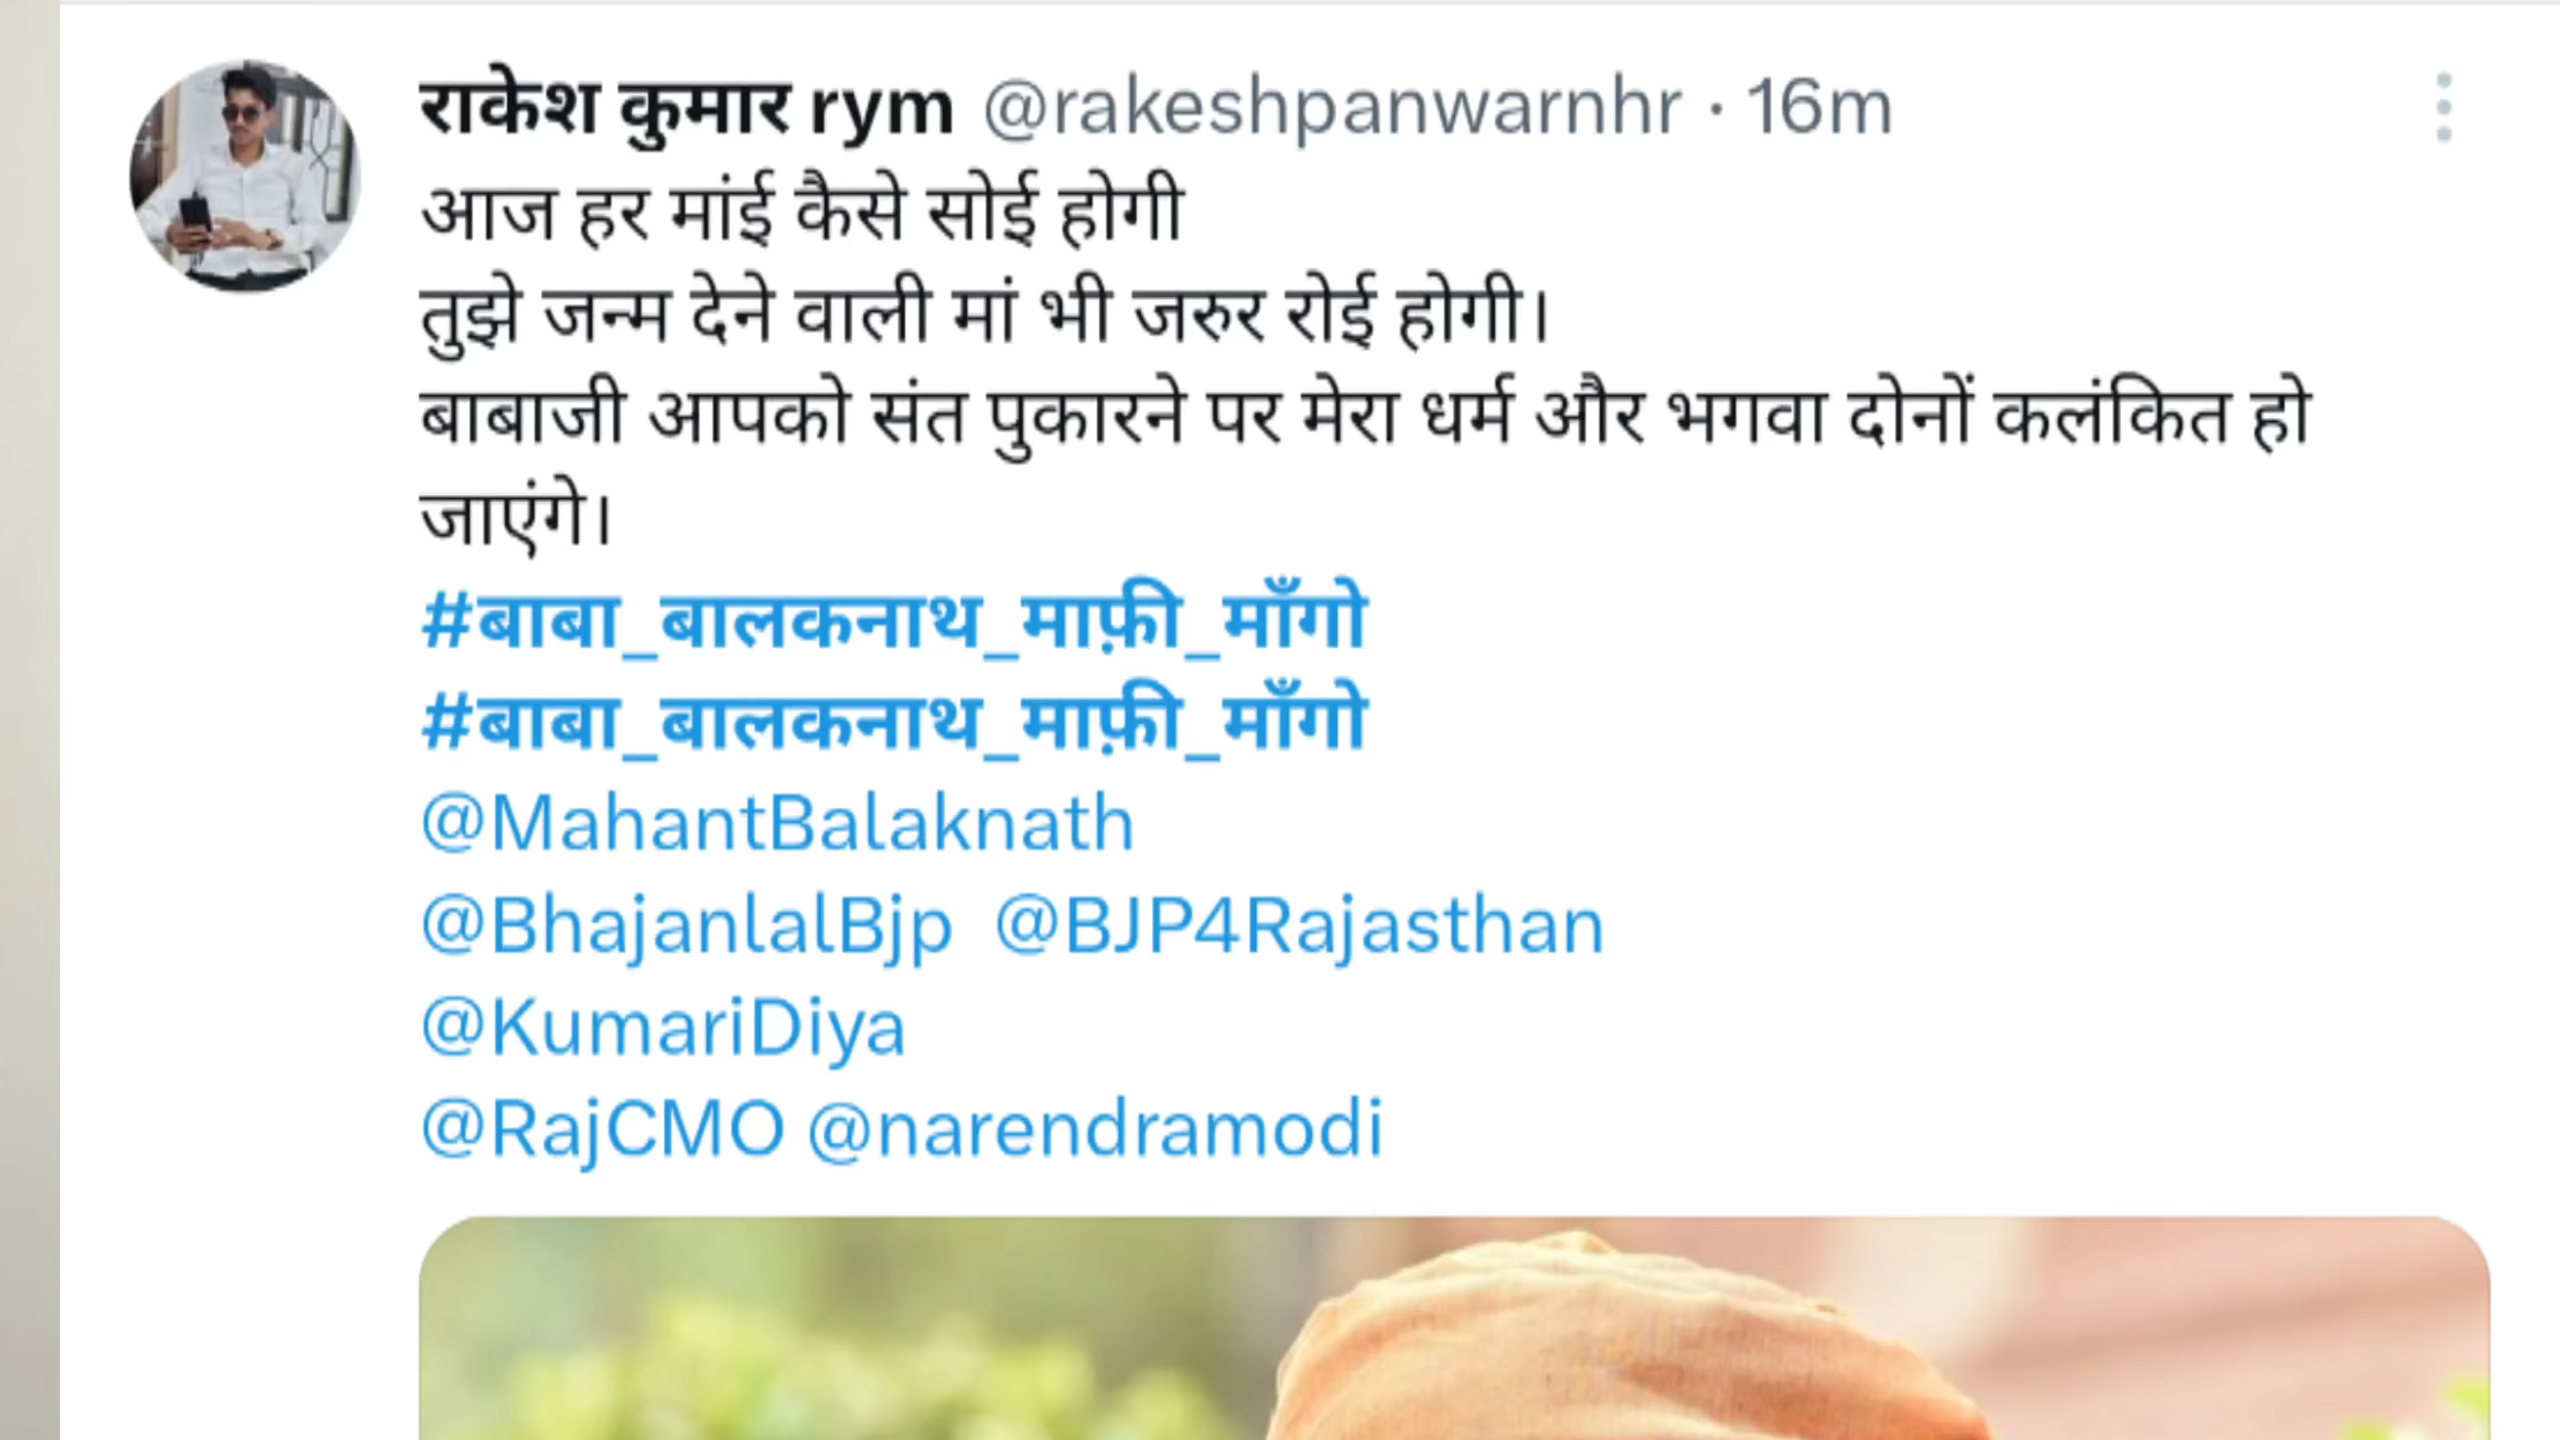 राकेश कुमार rym @rakeshpanwarnhr · 16m
आज हर मांई कैसे सोई होगी
तुझे जन्म देने वाली मां भी जरुर रोई होगी।
बाबाजी आपको संत पुकारने पर मेरा धर्म और भगवा दोनों कलंकित हो
जाएंगे।
#बाबा_बालकनाथ_माफ़ी_माँगो
#बाबा_बालकनाथ_माफ़ी_माँगो
@MahantBalaknath
@BhajanlalBjp @BJP4Rajasthan
@KumariDiya
@RajCMO @narendramodi